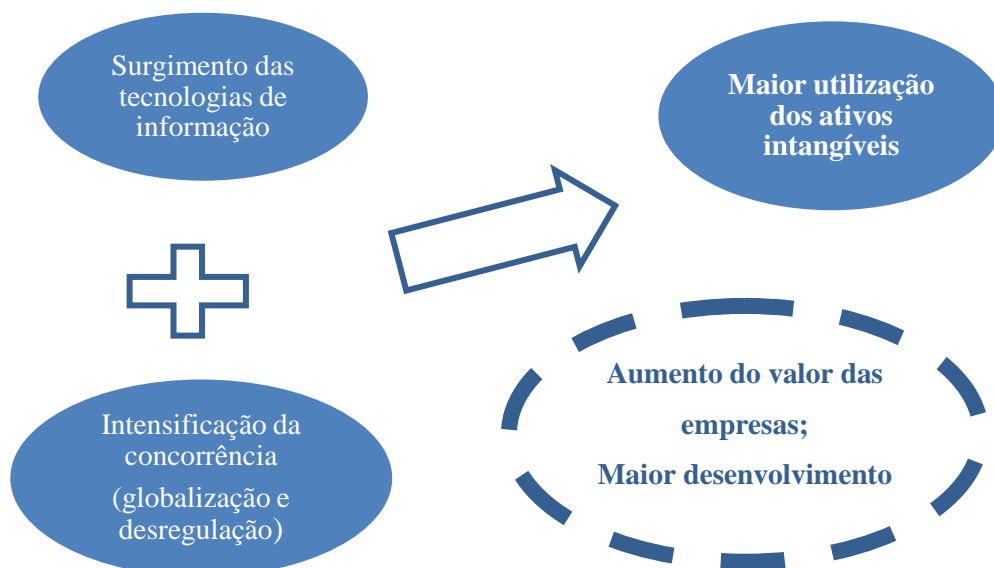 Surgimento das
tecnologias de
informação
Maior utilização
dos ativos
intangíveis
Intensificação da
concorrência
(globalização e
desregulação)
Aumento do valor das
empresas;
Maior desenvolvimento